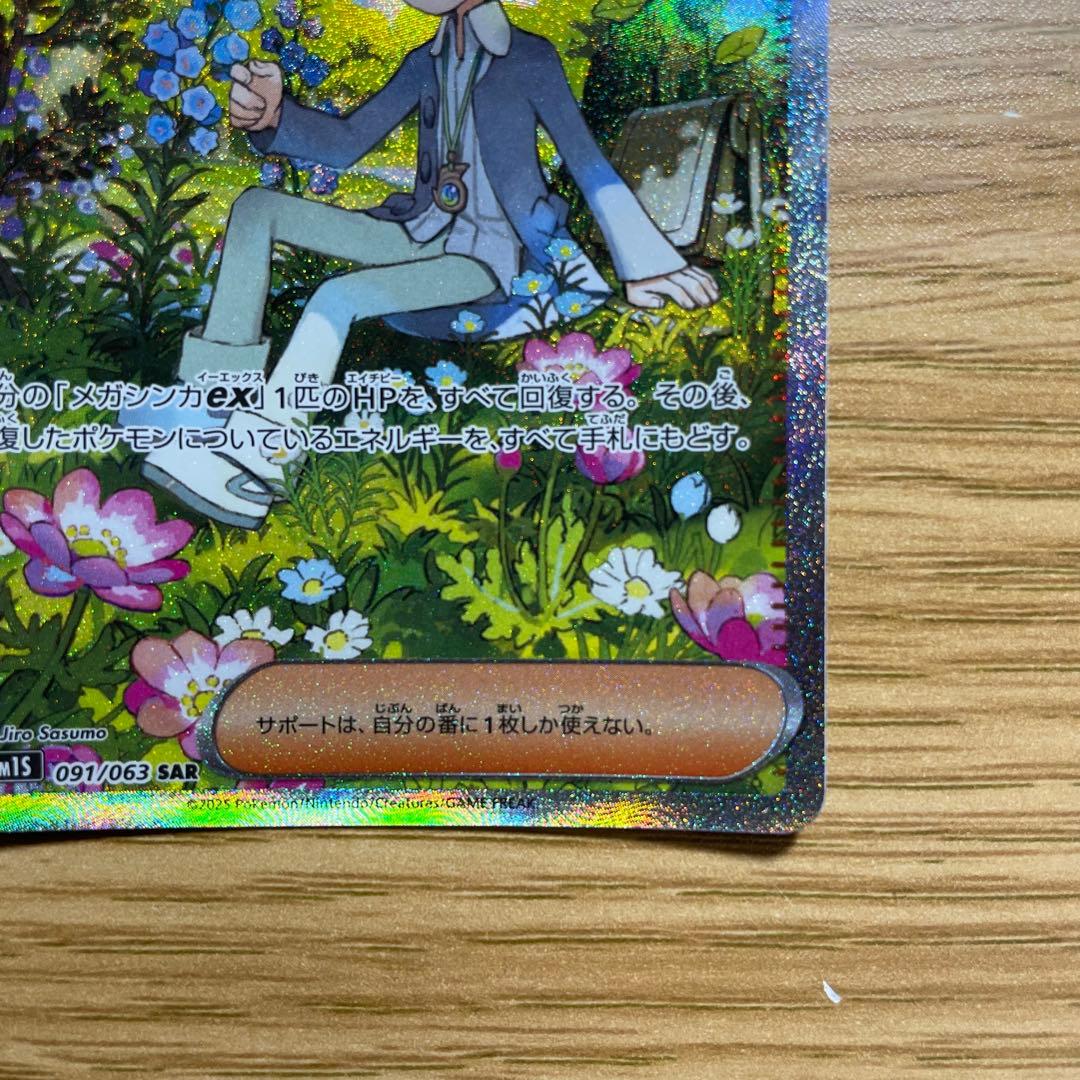 分の「メガシンカex」1匹のHPを、すべて回復する。その後、
復したポケモンについているエネルギーを、すべて手札にもどす。
サポートは、自分の番に1枚しか使えない。
Jiro Sasumo
M1S 091/063 SAR
©2025 Pokémon/Nintendo/Creatures/GAME FREAK